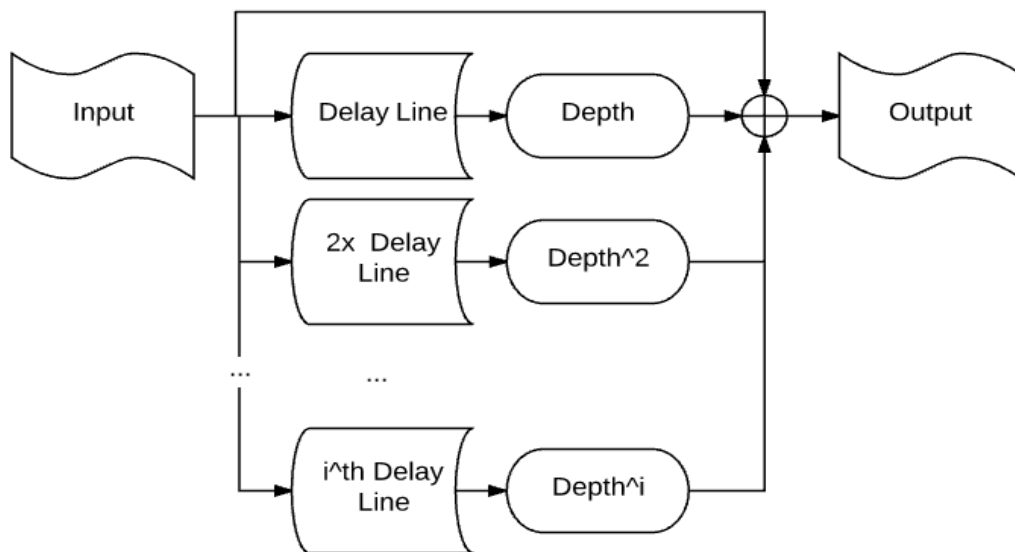 Input
Delay Line
Depth
Output
2x Delay
Line
Depth^2
...
...
i^th Delay
Line
Depth^i